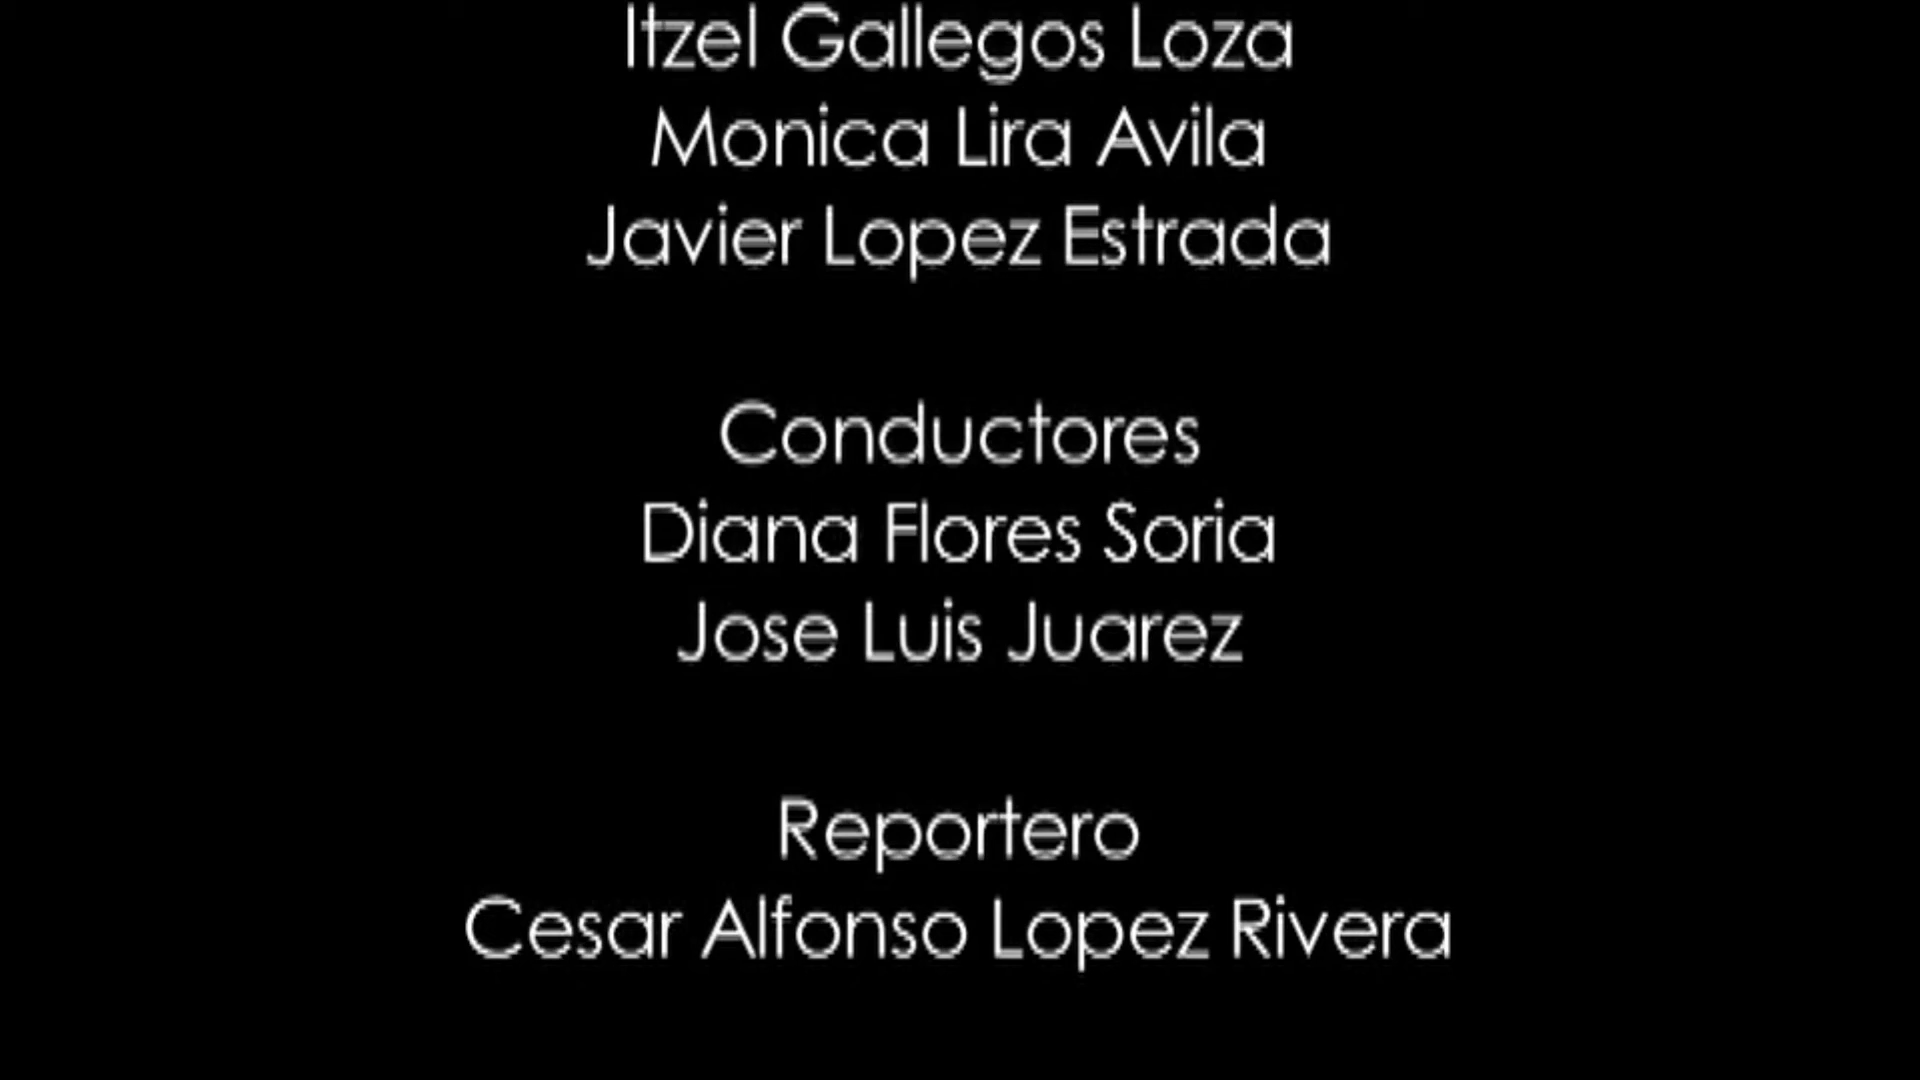 Itzel Gallegos Loza
Monica Lira Avila
Javier Lopez Estrada
Conductores
Diana Flores Soria
Jose Luis Juarez
Reportero
Cesar Alfonso Lopez Rivera